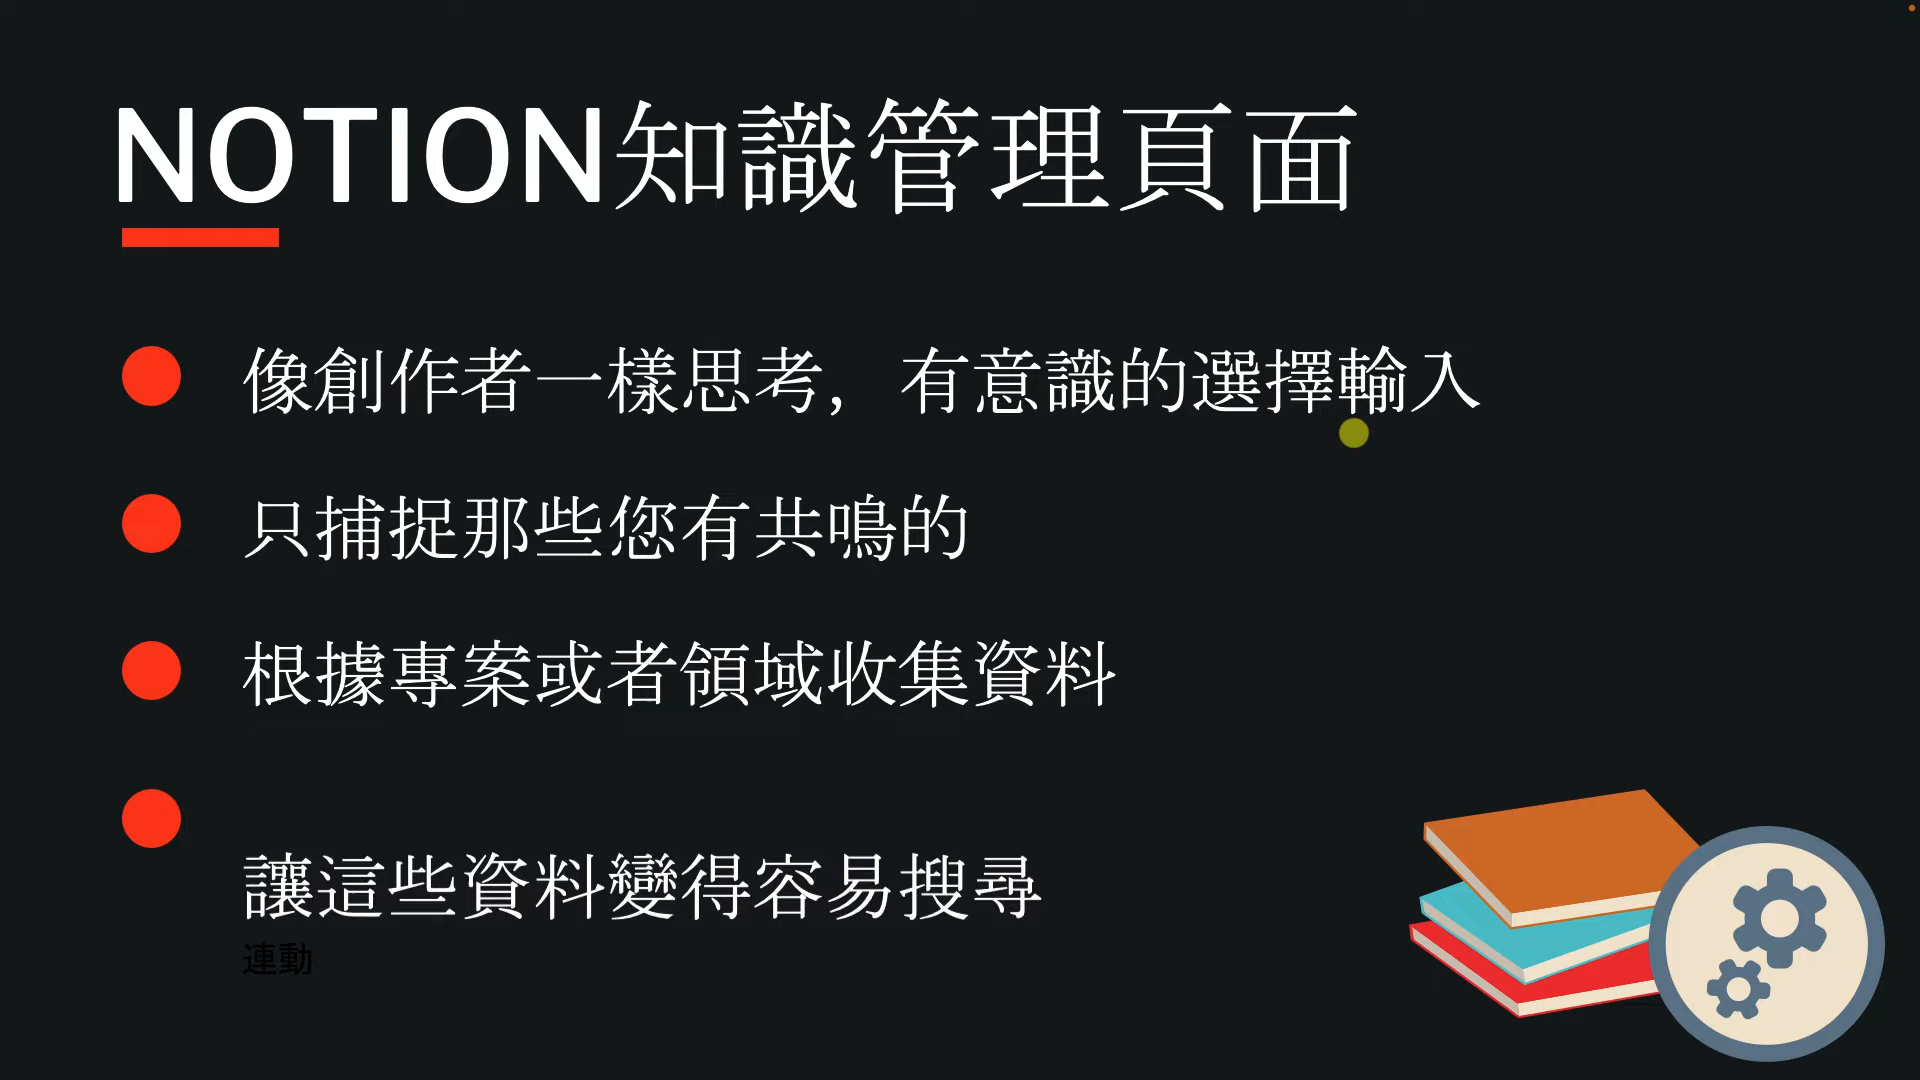 NOTION知識管理頁面
像創作者一樣思考，有意識的選擇輸入
只捕捉那些您有共鳴的
根據專案或者領域收集資料
讓這些資料變得容易搜尋
連動